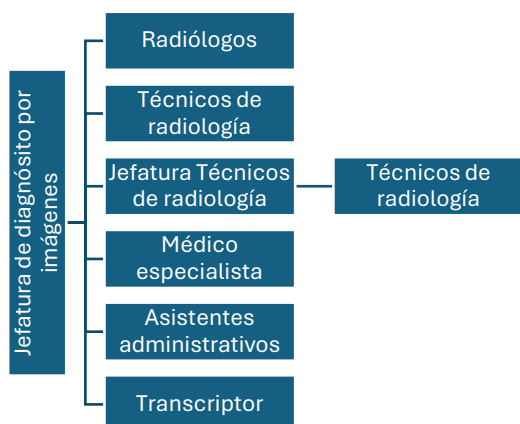 Jefatura de diagnósito por
imágenes
Radiólogos
Técnicos de
radiología
Jefatura Técnicos
de radiología
Técnicos de
radiología
Médico
especialista
Asistentes
administrativos
Transcriptor